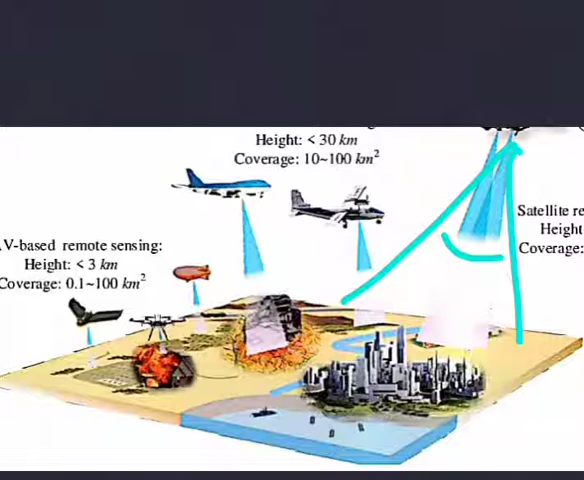 Height: < 30 km
Coverage: 10~100 km²
V-based remote sensing:
Height: < 3 km
Coverage: 0.1~100 km²
Satellite re
Height
Coverage: